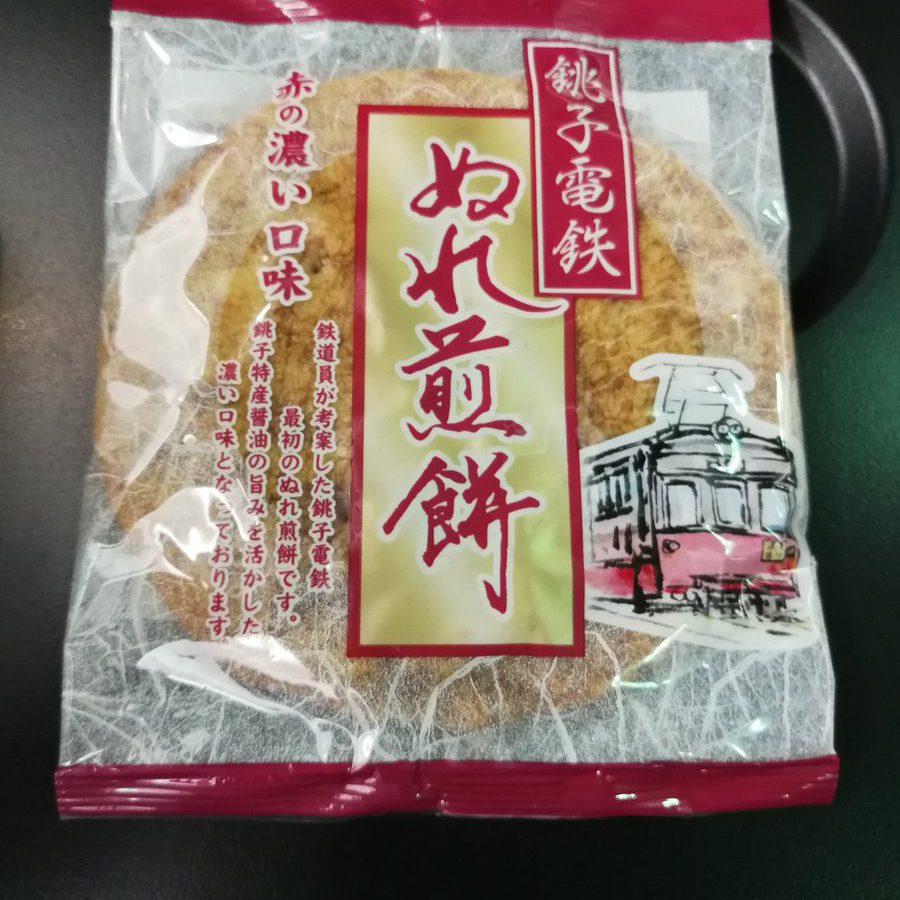 銚子電鉄
ぬれ煎餅
赤の濃い口味
鉄道員が考案した銚子電鉄
最初のぬれ煎餅です。
銚子特産醤油の旨みを活かした
濃い口味となっております。